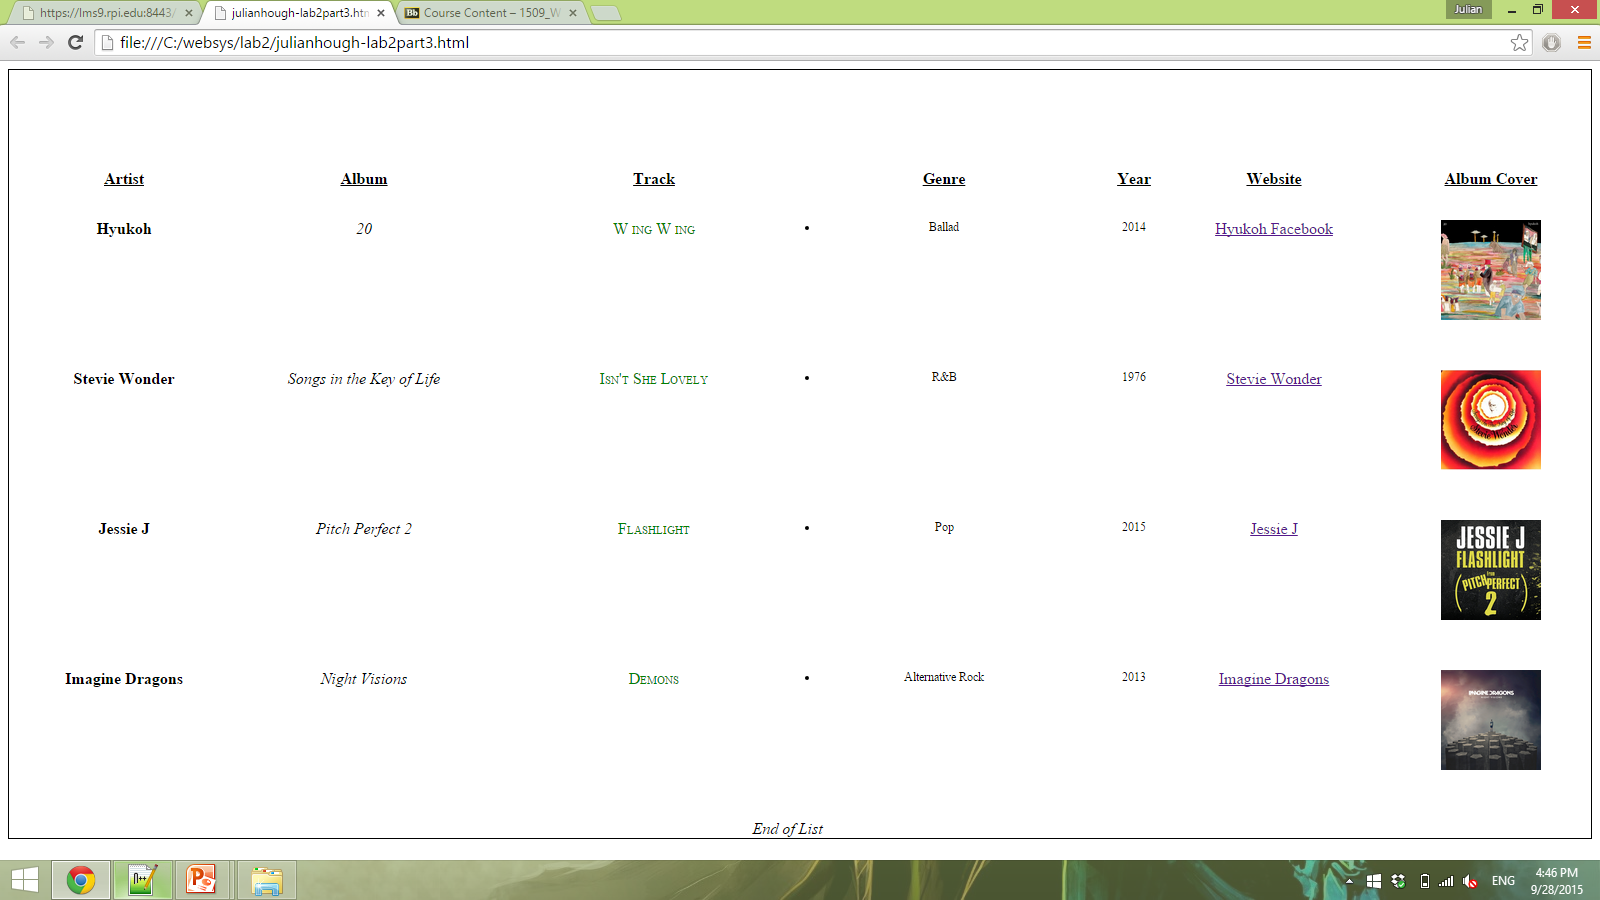 https://lms9.rpi.edu:8443/
julianhough-lab2part3.htm
Bb Course Content – 1509_W
Julian
file:///C:/websys/lab2/julianhough-lab2part3.html
Artist Album Track Genre Year Website Album Cover
Hyukoh 20 W ing W ing • Ballad 2014 Hyukoh Facebook
Stevie Wonder Songs in the Key of Life Isn't She Lovely • R&B 1976 Stevie Wonder
Stevie Wonder
Jessie J Pitch Perfect 2 Flashlight • Pop 2015 Jessie J
JESSIE J
FLASHLIGHT
from
(PITCH PERFECT
2)
Imagine Dragons Night Visions Demons • Alternative Rock 2013 Imagine Dragons
IMAGINE DRAGONS
End of List
N++
P
ENG
4:46 PM
9/28/2015